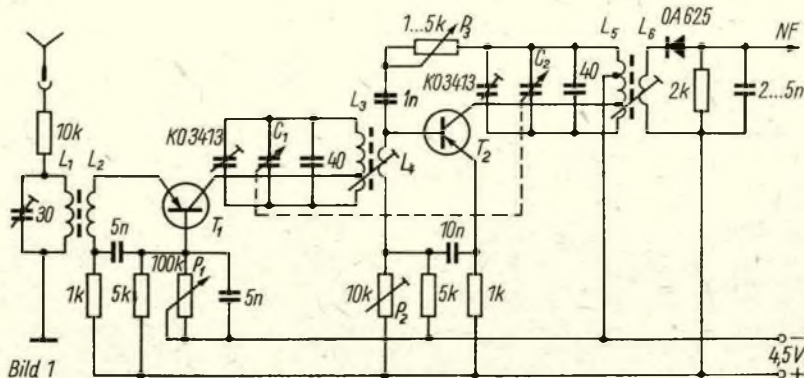 1...5k P3
L5 L6 0A625
NF
K03413 C2 40
2k 2...5n
10k
1n
L3
K03413 C1 40
L4 T2
L1 L2
30
T1
5n
100k P1
10n
1k 5k 5n
10k P2 5k 1k
−
4,5V
+
Bild 1